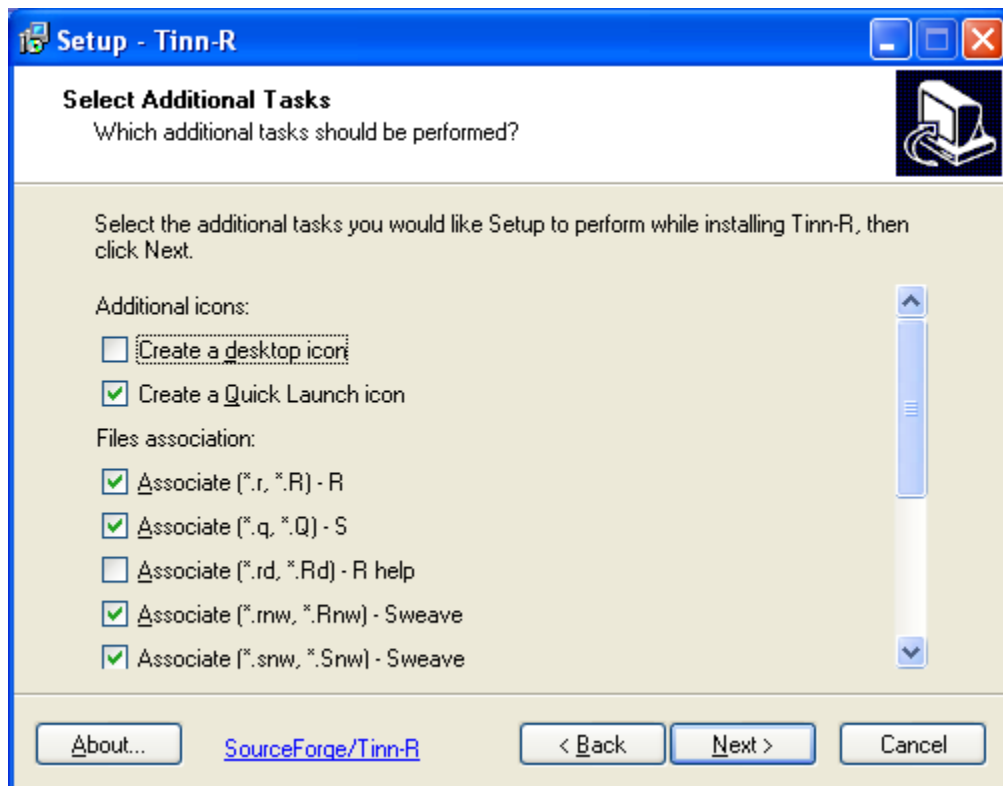 Setup - Tinn-R
Select Additional Tasks
Which additional tasks should be performed?
Select the additional tasks you would like Setup to perform while installing Tinn-R, then
click Next.
Additional icons:
Create a desktop icon
Create a Quick Launch icon
Files association:
Associate (*.r, *.R) - R
Associate (*.q, *.Q) - S
Associate (*.rd, *.Rd) - R help
Associate (*.rnw, *.Rnw) - Sweave
Associate (*.snw, *.Snw) - Sweave
About... SourceForge/Tinn-R < Back Next > Cancel